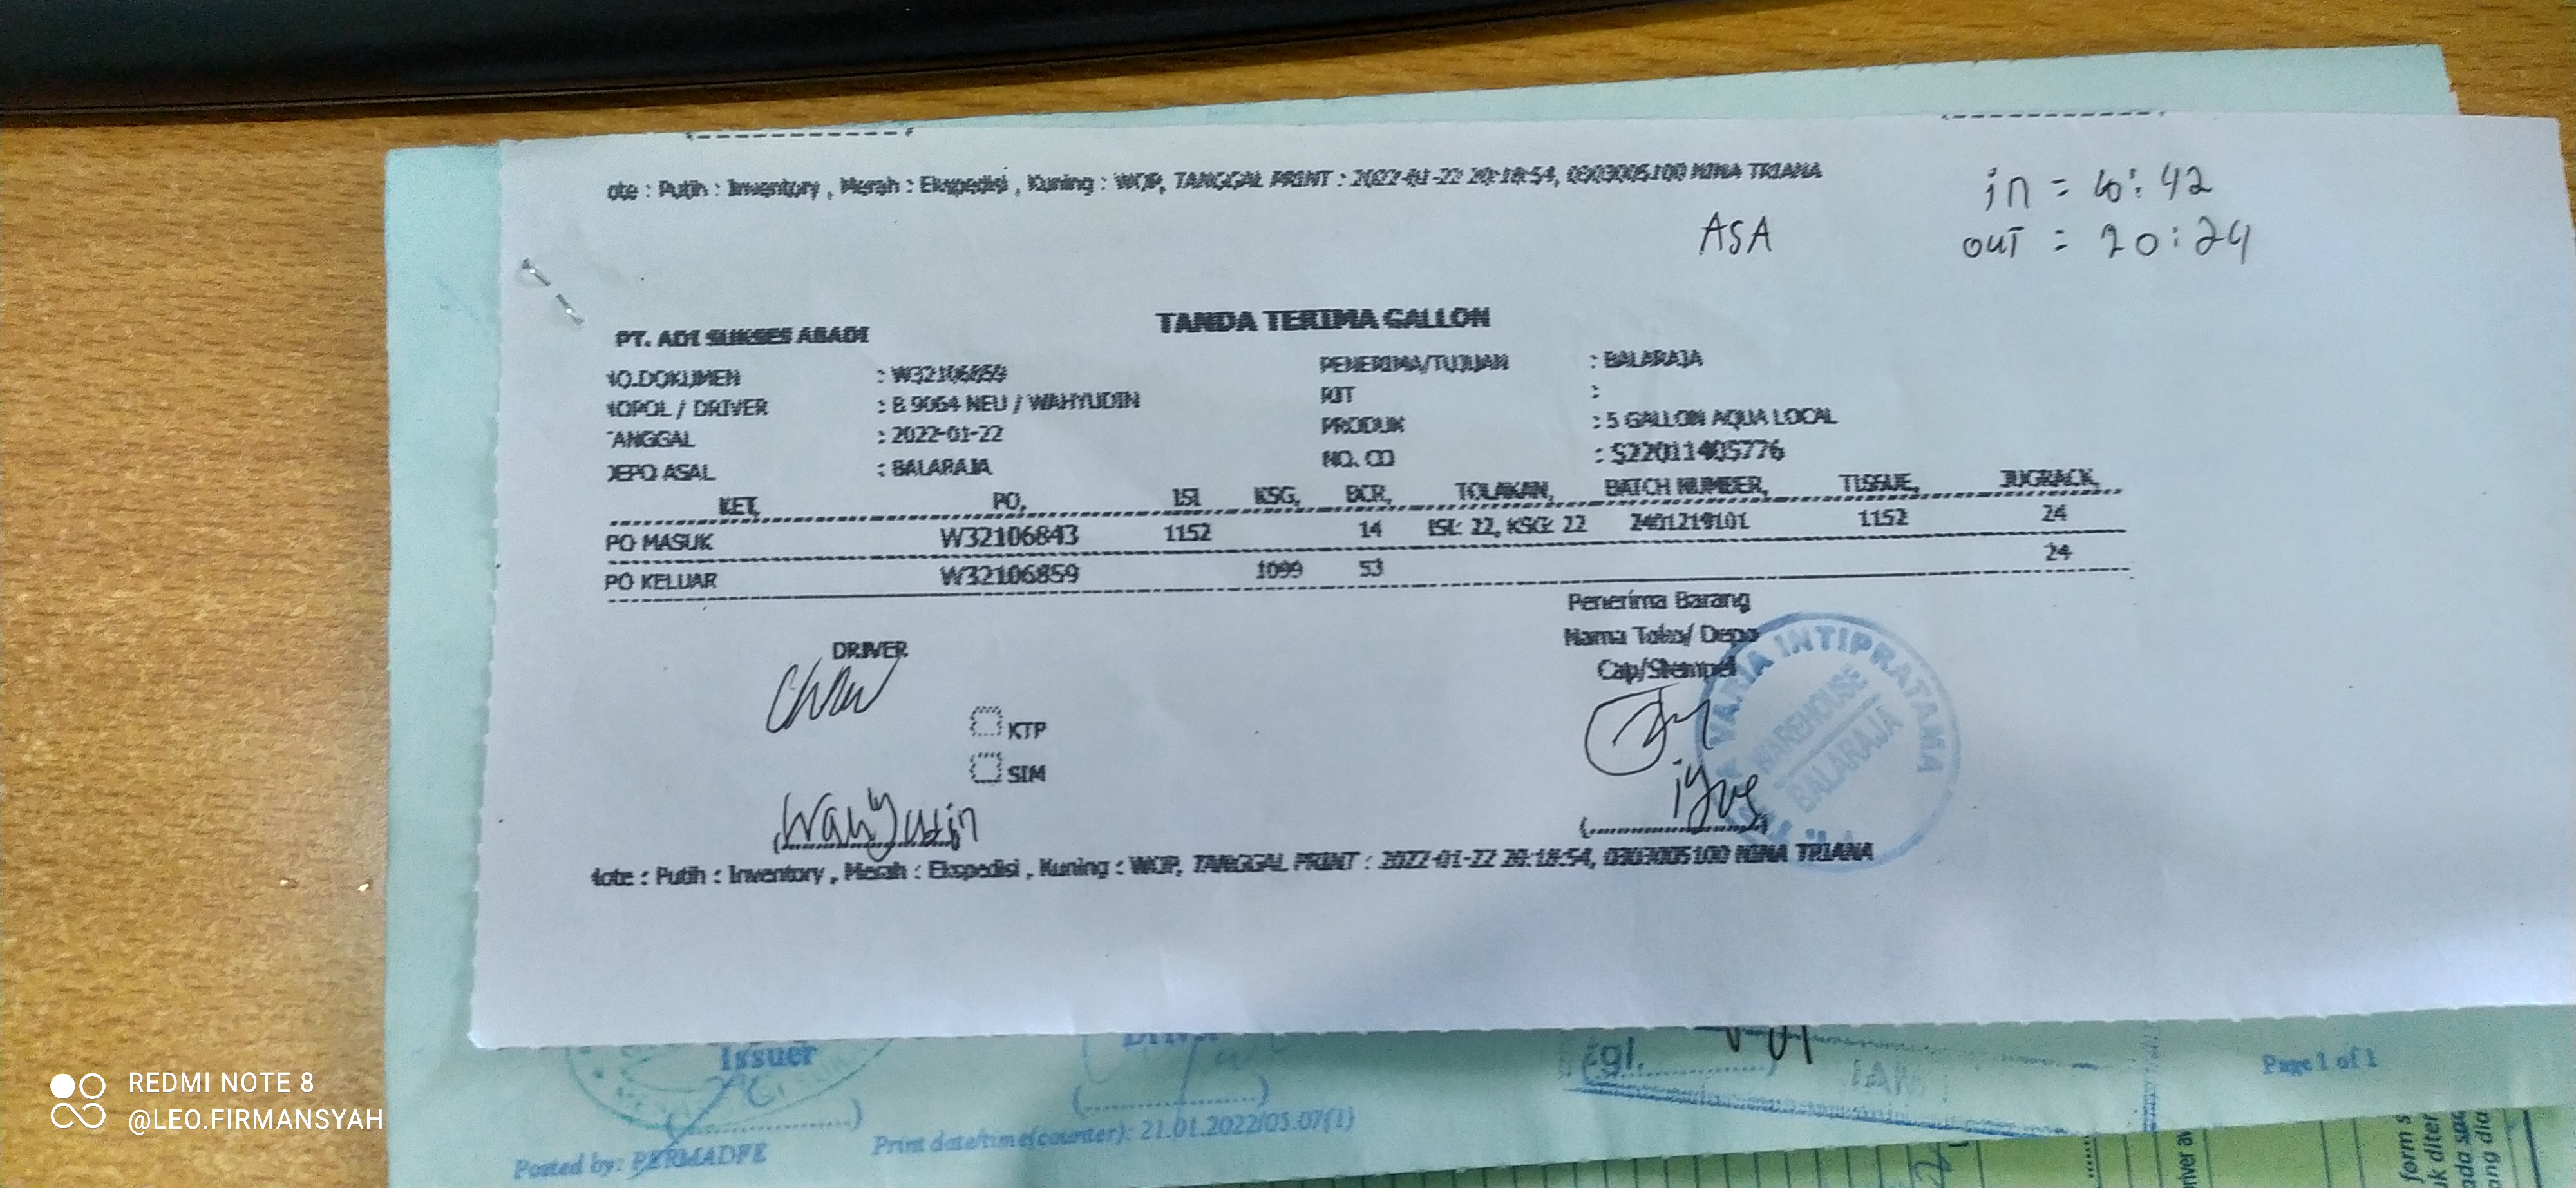 ote : Putih : Inventory , Merah : Ekspedisi , Kuning : WOP, TANGGAL PRINT : 2022-01-22 20:18:54, 0303005100 NINA TRIANA
in = 6:42
ASA
out = 20:24
TANDA TERIMA GALLON
PT. ADI SUKSES ABADI
NO.DOKUMEN : W32106859 PENERIMA/TUJUAN : BALARAJA
NOPOL / DRIVER : B 9064 NEU / WAHYUDIN RIT :
TANGGAL : 2022-01-22 PRODUK : 5 GALLON AQUA LOCAL
DEPO ASAL : BALARAJA NO. CO : S22011405776
KET, PO, ISI KSG, BCR, TOLAKAN, BATCH NUMBER, TISSUE, JUGRACK,
PO MASUK W32106843 1152 14 ISI: 22, KSG: 22 2401219101 1152 24
PO KELUAR W32106859 1099 53 24
Penerima Barang
DRIVER Nama Toko/ Depo
Cap/Stempel
WARIA INTIPRATAMA
WAREHOUSE
BALARAJA
KTP
SIM
Wahyudin
iyus
Note : Putih : Inventory , Merah : Ekspedisi , Kuning : WOP, TANGGAL PRINT : 2022-01-22 20:18:54, 0303005100 NINA TRIANA
Issuer
Tgl.
Page 1 of 1
Print date/time(counter): 21.01.2022/05.07(1)
Posted by: PERMADFE
REDMI NOTE 8
@LEO.FIRMANSYAH